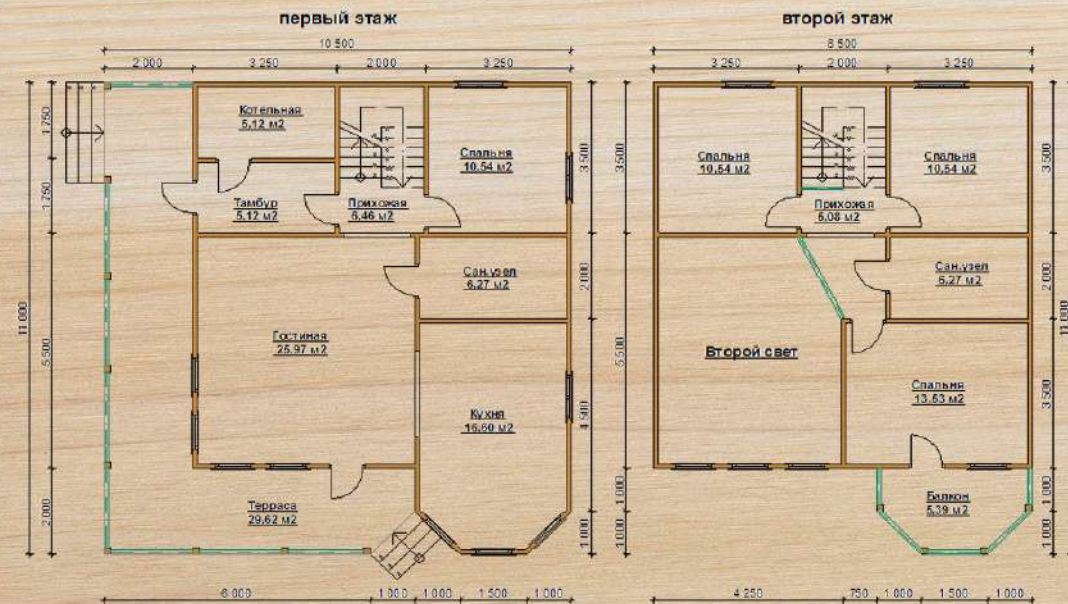 первый этаж
второй этаж
10 500
8 500
2 000
3 250
2 000
3 250
3 250
2 000
3 250
11 000
1 750
1 750
5 500
2 000
Котельная
5,12 м2
Тамбур
5,12 м2
Прихожая
6,46 м2
Спальня
10,54 м2
Сан.узел
6,27 м2
Гостиная
25,97 м2
Кухня
16,60 м2
Терраса
29,62 м2
3 500
2 000
4 500
1 000
3 500
5 500
1 000
1 000
Спальня
10,54 м2
Спальня
10,54 м2
Прихожая
5,08 м2
Сан.узел
6,27 м2
Второй свет
Спальня
13,53 м2
Балкон
5,39 м2
3 500
2 000
3 500
1 000
1 000
11 000
6 000
1 000
1 000
1 500
1 000
4 250
750
1 000
1 500
1 000